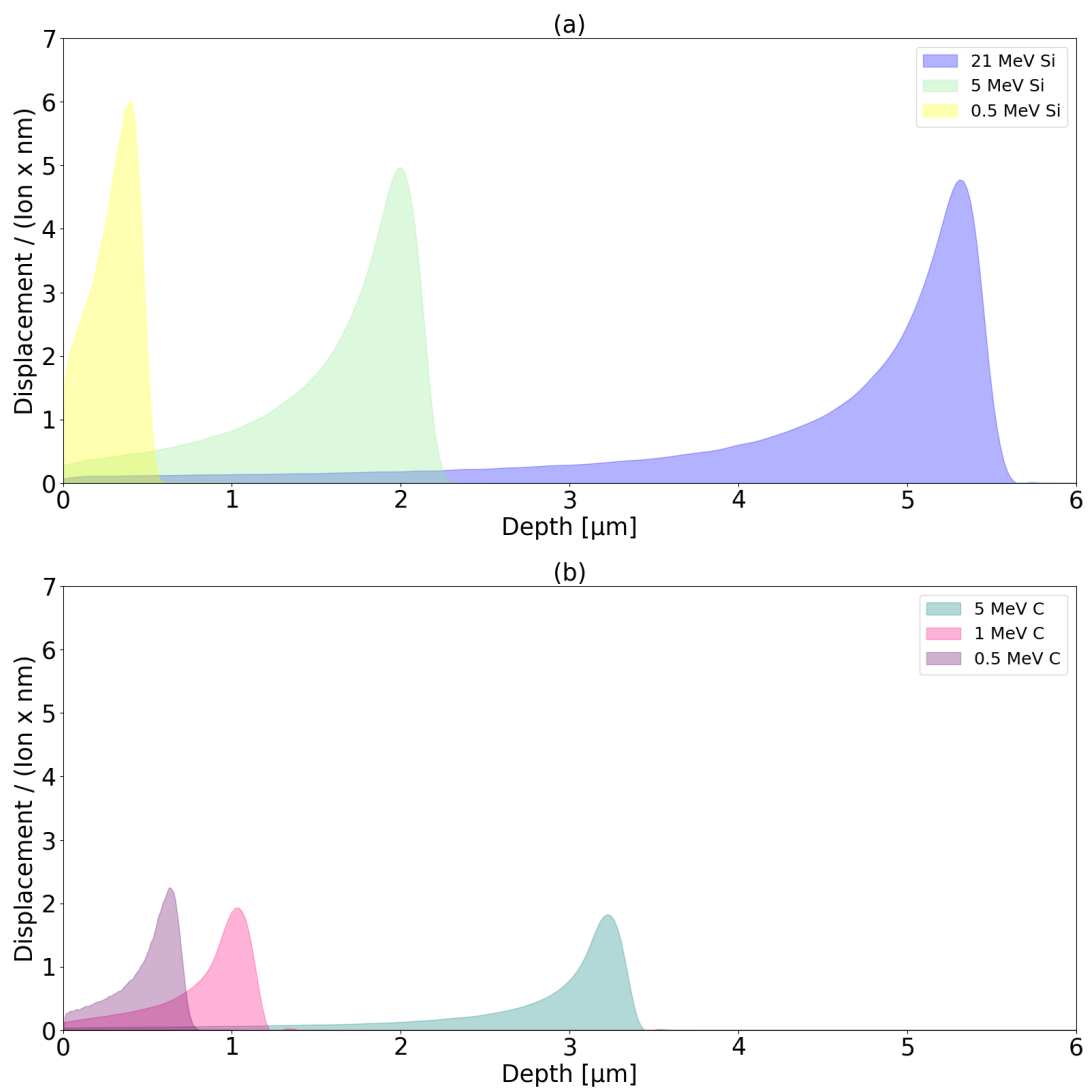 (a)
7
6
5
4
3
2
1
0
Displacement / (Ion x nm)
21 MeV Si
5 MeV Si
0.5 MeV Si
0 1 2 3 4 5 6
Depth [µm]
(b)
7
6
5
4
3
2
1
0
Displacement / (Ion x nm)
5 MeV C
1 MeV C
0.5 MeV C
0 1 2 3 4 5 6
Depth [µm]